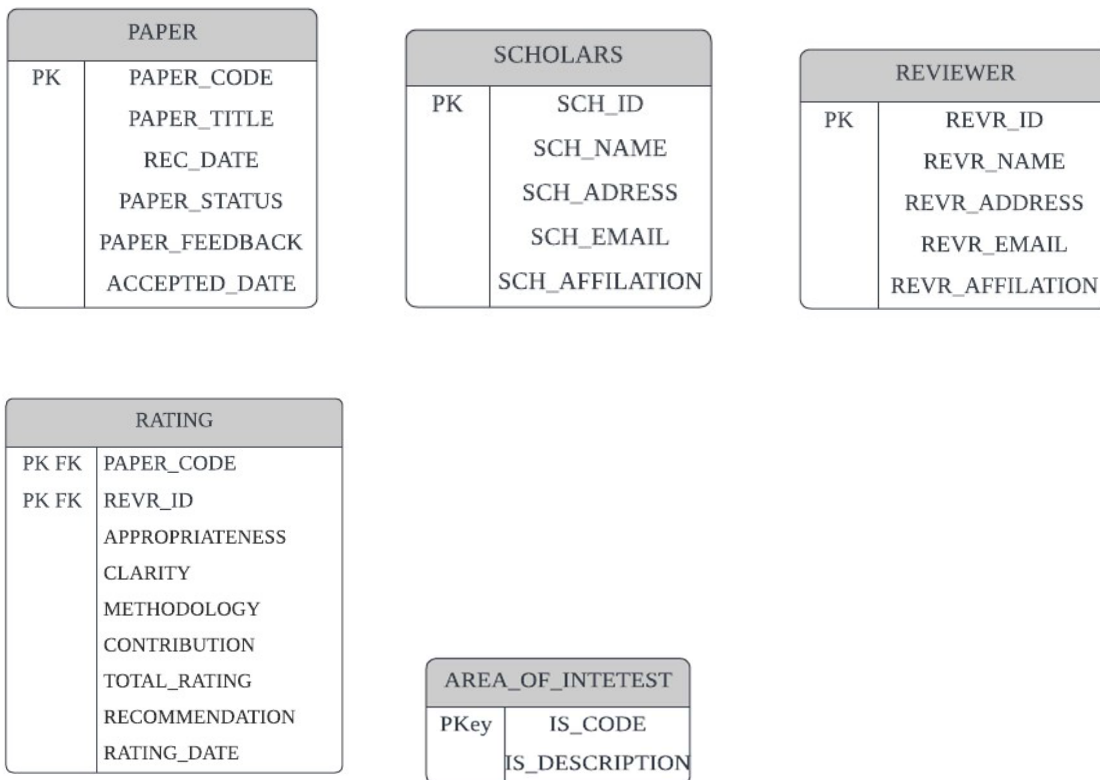 PAPER
PK PAPER_CODE
PAPER_TITLE
REC_DATE
PAPER_STATUS
PAPER_FEEDBACK
ACCEPTED_DATE
SCHOLARS
PK SCH_ID
SCH_NAME
SCH_ADRESS
SCH_EMAIL
SCH_AFFILATION
REVIEWER
PK REVR_ID
REVR_NAME
REVR_ADDRESS
REVR_EMAIL
REVR_AFFILATION
RATING
PK FK PAPER_CODE
PK FK REVR_ID
APPROPRIATENESS
CLARITY
METHODOLOGY
CONTRIBUTION
TOTAL_RATING
RECOMMENDATION
RATING_DATE
AREA_OF_INTETEST
PKey IS_CODE
IS_DESCRIPTION